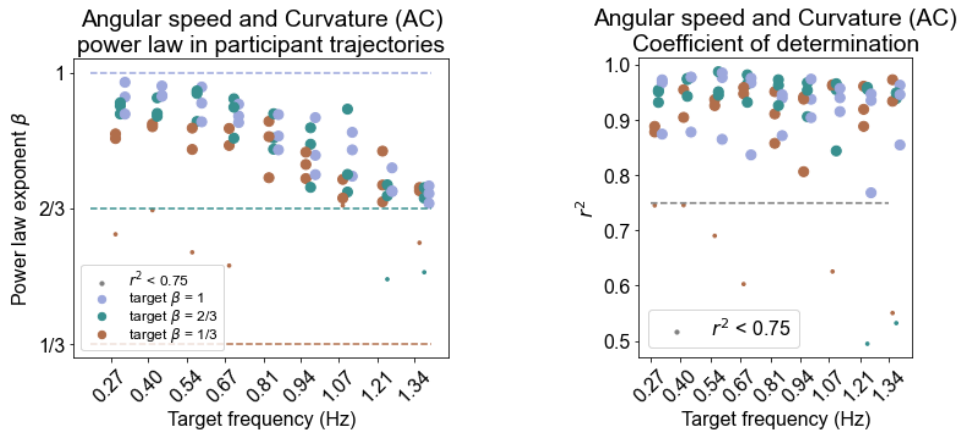 Angular speed and Curvature (AC)
power law in participant trajectories
Power law exponent β
1
2/3
1/3
r² < 0.75
target β = 1
target β = 2/3
target β = 1/3
0.27 0.40 0.54 0.67 0.81 0.94 1.07 1.21 1.34
Target frequency (Hz)
Angular speed and Curvature (AC)
Coefficient of determination
r²
1.0
0.9
0.8
0.7
0.6
0.5
r² < 0.75
0.27 0.40 0.54 0.67 0.81 0.94 1.07 1.21 1.34
Target frequency (Hz)